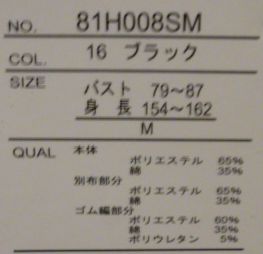 NO. 81H008SM
COL. 16 ブラック
SIZE バスト 79～87
身 長 154～162
M
QUAL 本体
ポリエステル 65%
綿 35%
別布部分
ポリエステル 65%
綿 35%
ゴム編部分
ポリエステル 60%
綿 35%
ポリウレタン 5%